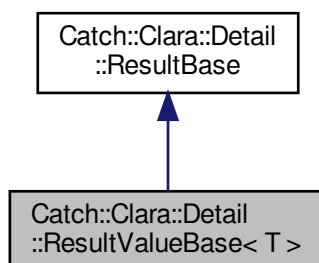 Catch::Clara::Detail
::ResultBase
Catch::Clara::Detail
::ResultValueBase< T >